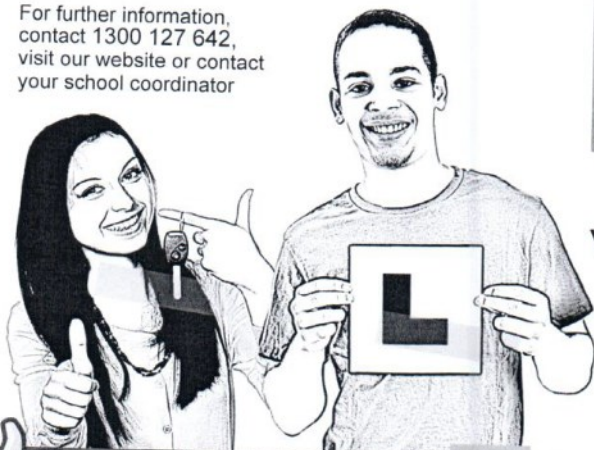 For further information,
contact 1300 127 642,
visit our website or contact
your school coordinator
L